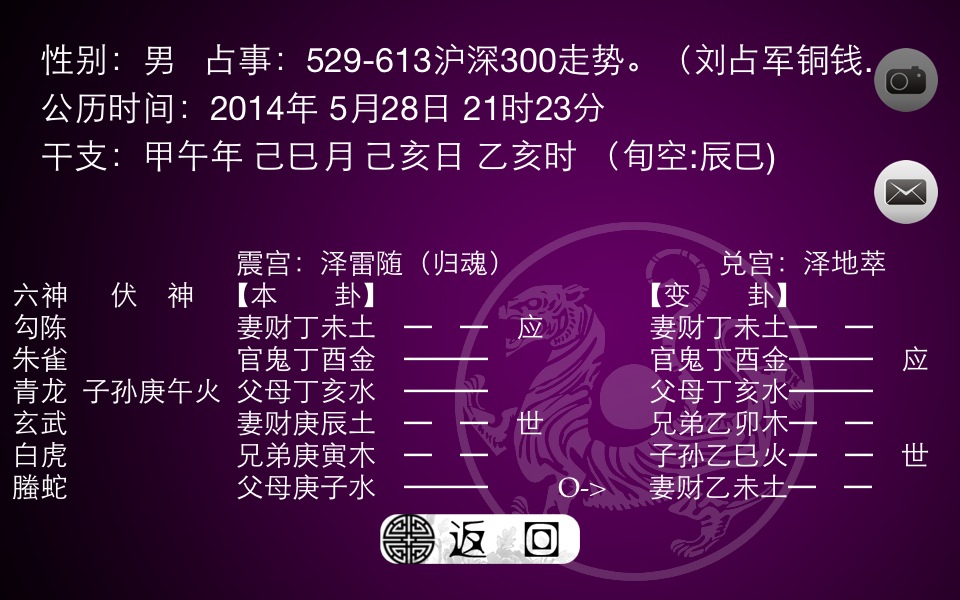 性别：男 占事：529-613沪深300走势。（刘占军铜钱.
公历时间：2014年 5月28日 21时23分
干支：甲午年 己巳月 己亥日 乙亥时 （旬空:辰巳)
震宫：泽雷随（归魂） 兑宫：泽地萃
六神 伏 神 【本 卦】 【变 卦】
勾陈 妻财丁未土 应 妻财丁未土
朱雀 官鬼丁酉金 官鬼丁酉金 应
青龙 子孙庚午火 父母丁亥水 父母丁亥水
玄武 妻财庚辰土 世 兄弟乙卯木
白虎 兄弟庚寅木 子孙乙巳火 世
螣蛇 父母庚子水 O-> 妻财乙未土
返 回